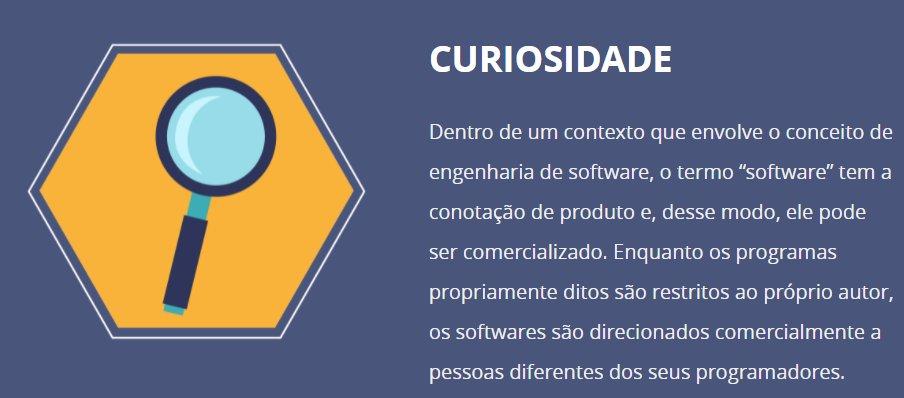 CURIOSIDADE
Dentro de um contexto que envolve o conceito de
engenharia de software, o termo “software” tem a
conotação de produto e, desse modo, ele pode
ser comercializado. Enquanto os programas
propriamente ditos são restritos ao próprio autor,
os softwares são direcionados comercialmente a
pessoas diferentes dos seus programadores.